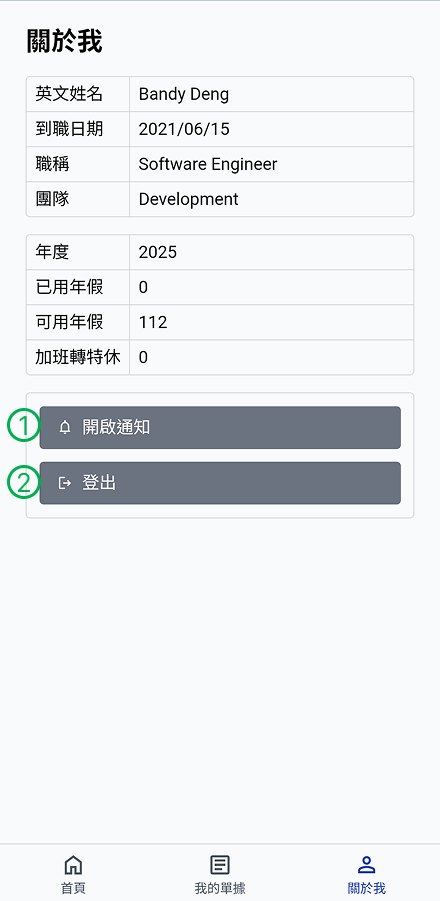 關於我
英文姓名 Bandy Deng
到職日期 2021/06/15
職稱 Software Engineer
團隊 Development
年度 2025
已用年假 0
可用年假 112
加班轉特休 0
1 開啟通知
2 登出
首頁 我的單據 關於我